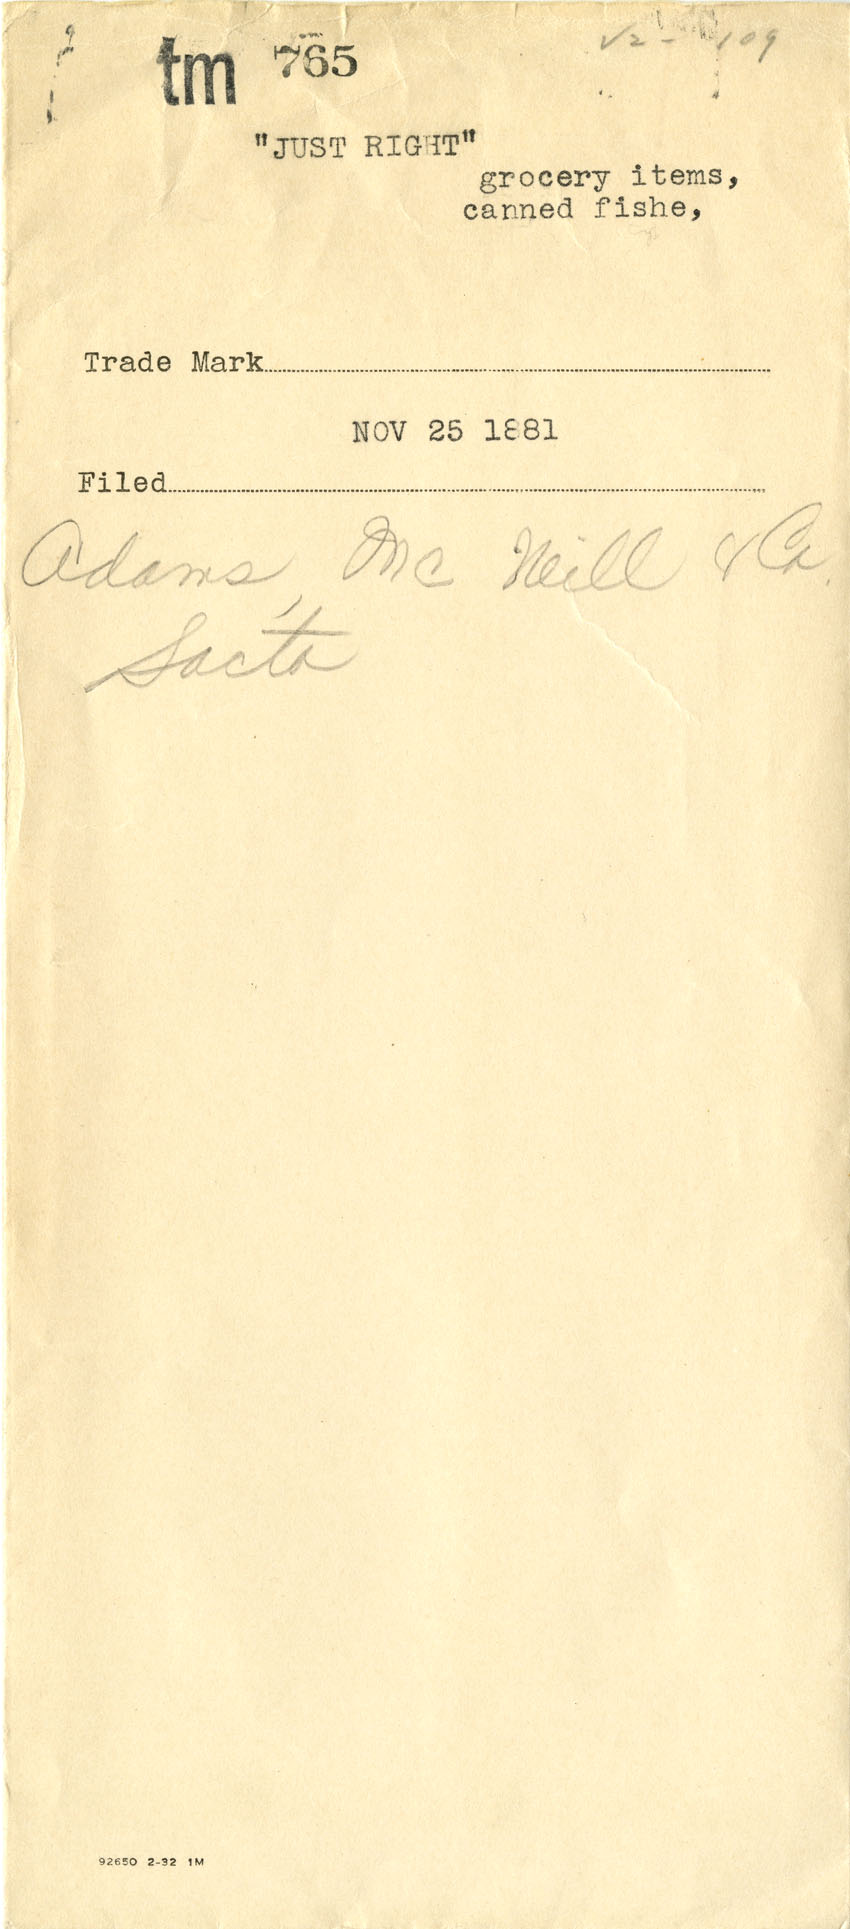 tm 765
V2 - 109
"JUST RIGHT"
grocery items,
canned fishe,
Trade Mark
NOV 25 1881
Filed
Adams, Mc Neill & Co.
Sacto
92650 2-32 1M